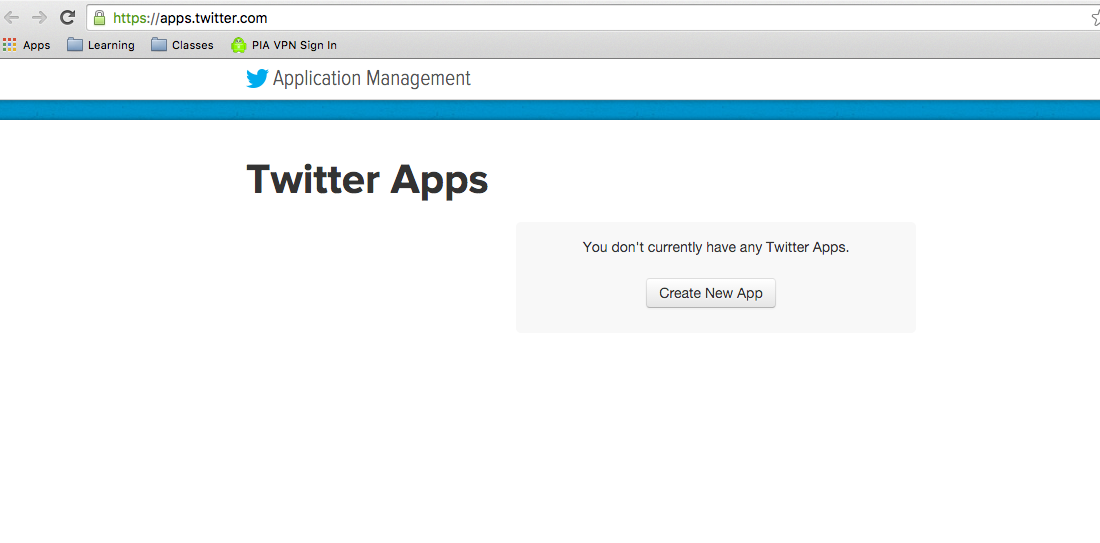 https://apps.twitter.com
Apps Learning Classes PIA VPN Sign In
Application Management
Twitter Apps
You don't currently have any Twitter Apps.
Create New App